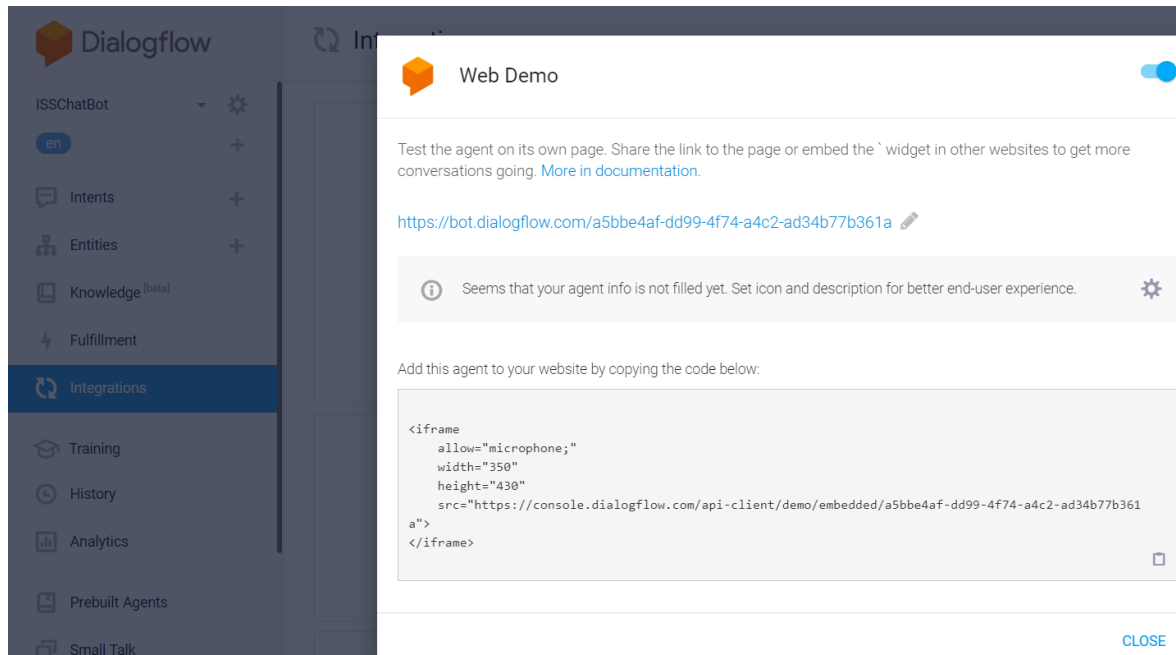 Dialogflow
ISSChatBot
en
Intents
Entities
Knowledge [beta]
Fulfillment
Integrations
Training
History
Analytics
Prebuilt Agents
Small Talk
Web Demo
Test the agent on its own page. Share the link to the page or embed the ` widget in other websites to get more
conversations going. More in documentation.
https://bot.dialogflow.com/a5bbe4af-dd99-4f74-a4c2-ad34b77b361a
Seems that your agent info is not filled yet. Set icon and description for better end-user experience.
Add this agent to your website by copying the code below:
<iframe
    allow="microphone;"
    width="350"
    height="430"
    src="https://console.dialogflow.com/api-client/demo/embedded/a5bbe4af-dd99-4f74-a4c2-ad34b77b361
a">
</iframe>
CLOSE